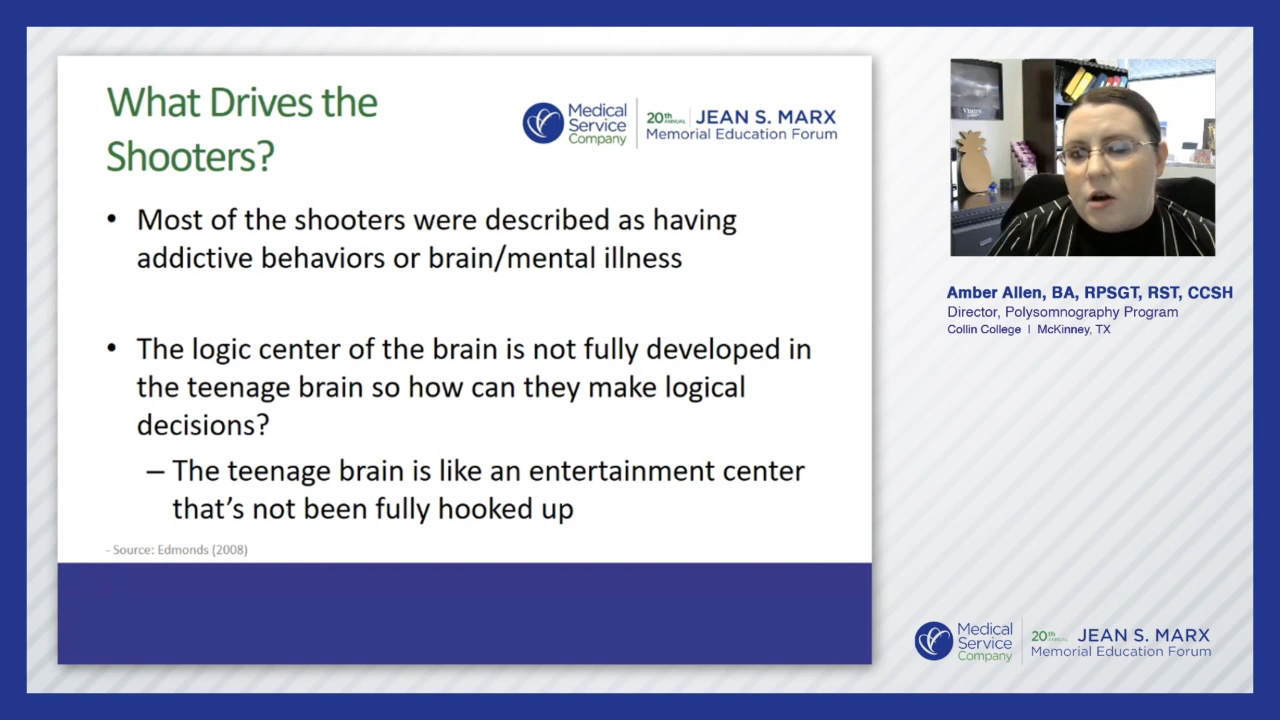 What Drives the
Shooters?
Medical
Service
Company
20th ANNUAL JEAN S. MARX
Memorial Education Forum
• Most of the shooters were described as having
addictive behaviors or brain/mental illness
• The logic center of the brain is not fully developed in
the teenage brain so how can they make logical
decisions?
– The teenage brain is like an entertainment center
that’s not been fully hooked up
- Source: Edmonds (2008)
Amber Allen, BA, RPSGT, RST, CCSH
Director, Polysomnography Program
Collin College | McKinney, TX
Medical
Service
Company
20th ANNUAL JEAN S. MARX
Memorial Education Forum